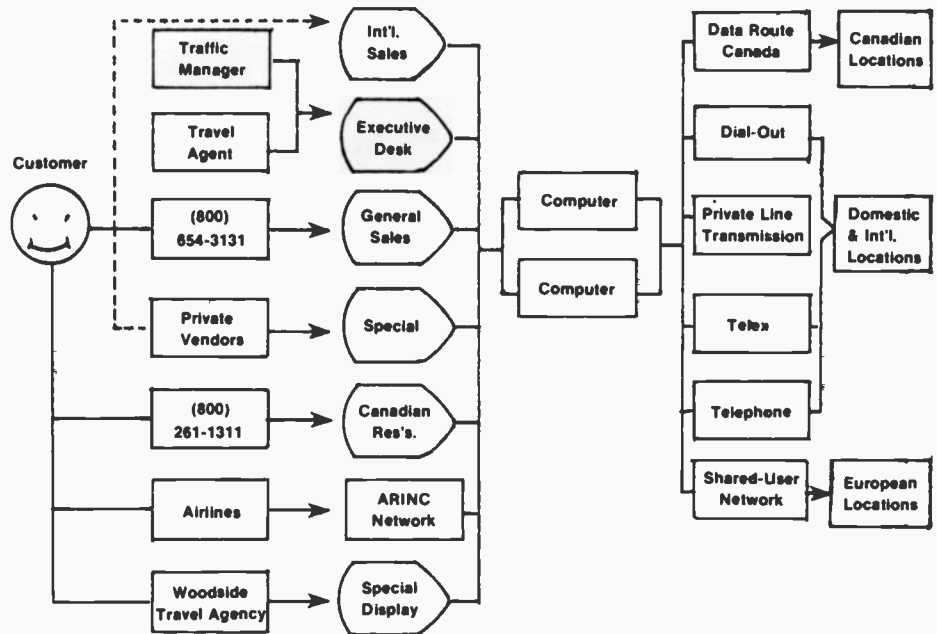 Customer
Traffic
Manager
Travel
Agent
(800)
654-3131
Private
Vendors
(800)
261-1311
Airlines
Woodside
Travel Agency
Int'l.
Sales
Executive
Desk
General
Sales
Special
Canadian
Res's.
ARINC
Network
Special
Display
Computer
Computer
Data Route
Canada
Dial-Out
Private Line
Transmission
Telex
Telephone
Shared-User
Network
Canadian
Locations
Domestic
& Int'l.
Locations
European
Locations